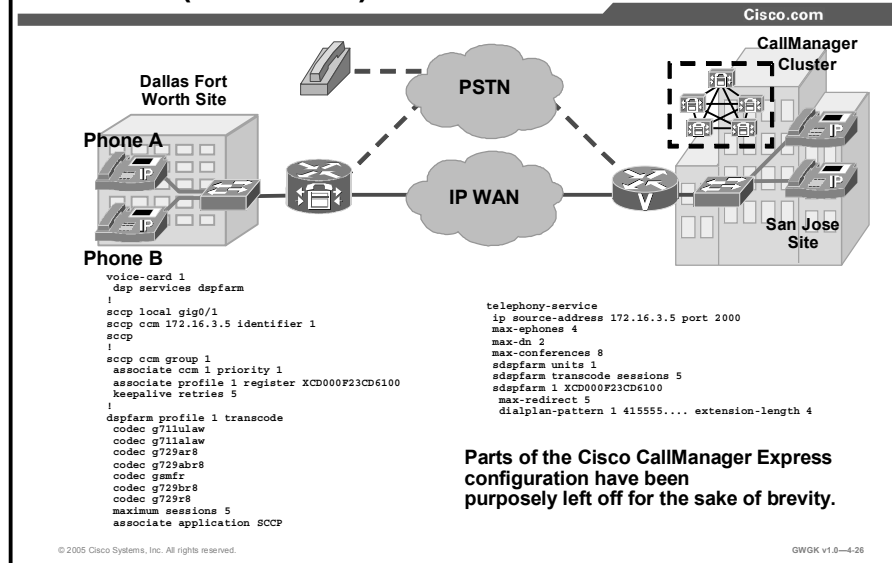 Cisco.com
CallManager
Cluster
Dallas Fort
Worth Site
PSTN
Phone A
IP
IP
IP WAN
V
IP
IP
San Jose
Site
Phone B
voice-card 1
dsp services dspfarm
!
sccp local gig0/1
sccp ccm 172.16.3.5 identifier 1
sccp
!
sccp ccm group 1
associate ccm 1 priority 1
associate profile 1 register XCD000F23CD6100
keepalive retries 5
!
dspfarm profile 1 transcode
codec g711ulaw
codec g711alaw
codec g729ar8
codec g729abr8
codec gsmfr
codec g729br8
codec g729r8
maximum sessions 5
associate application SCCP
telephony-service
ip source-address 172.16.3.5 port 2000
max-ephones 4
max-dn 2
max-conferences 8
sdspfarm units 1
sdspfarm transcode sessions 5
sdspfarm 1 XCD000F23CD6100
max-redirect 5
dialplan-pattern 1 415555.... extension-length 4
Parts of the Cisco CallManager Express
configuration have been
purposely left off for the sake of brevity.
© 2005 Cisco Systems, Inc. All rights reserved.
GWGK v1.0—4-26